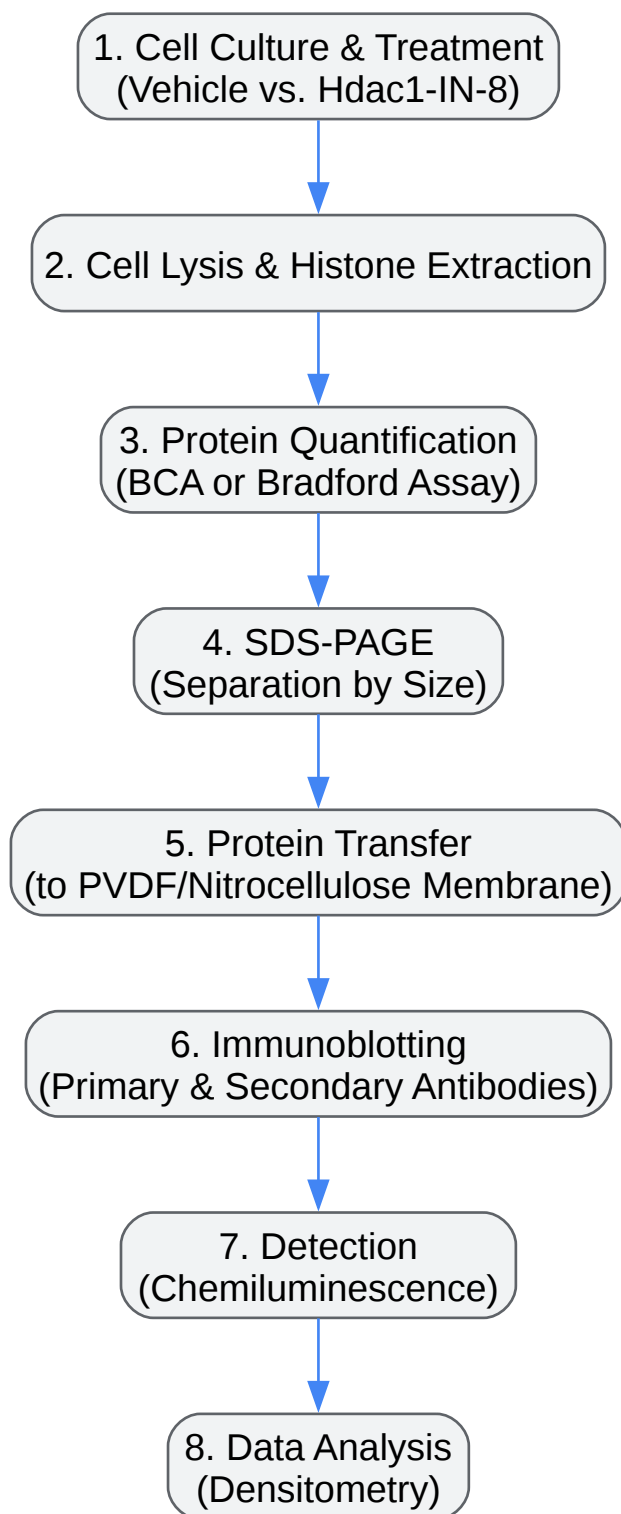 1. Cell Culture & Treatment
(Vehicle vs. Hdac1-IN-8)
2. Cell Lysis & Histone Extraction
3. Protein Quantification
(BCA or Bradford Assay)
4. SDS-PAGE
(Separation by Size)
5. Protein Transfer
(to PVDF/Nitrocellulose Membrane)
6. Immunoblotting
(Primary & Secondary Antibodies)
7. Detection
(Chemiluminescence)
8. Data Analysis
(Densitometry)